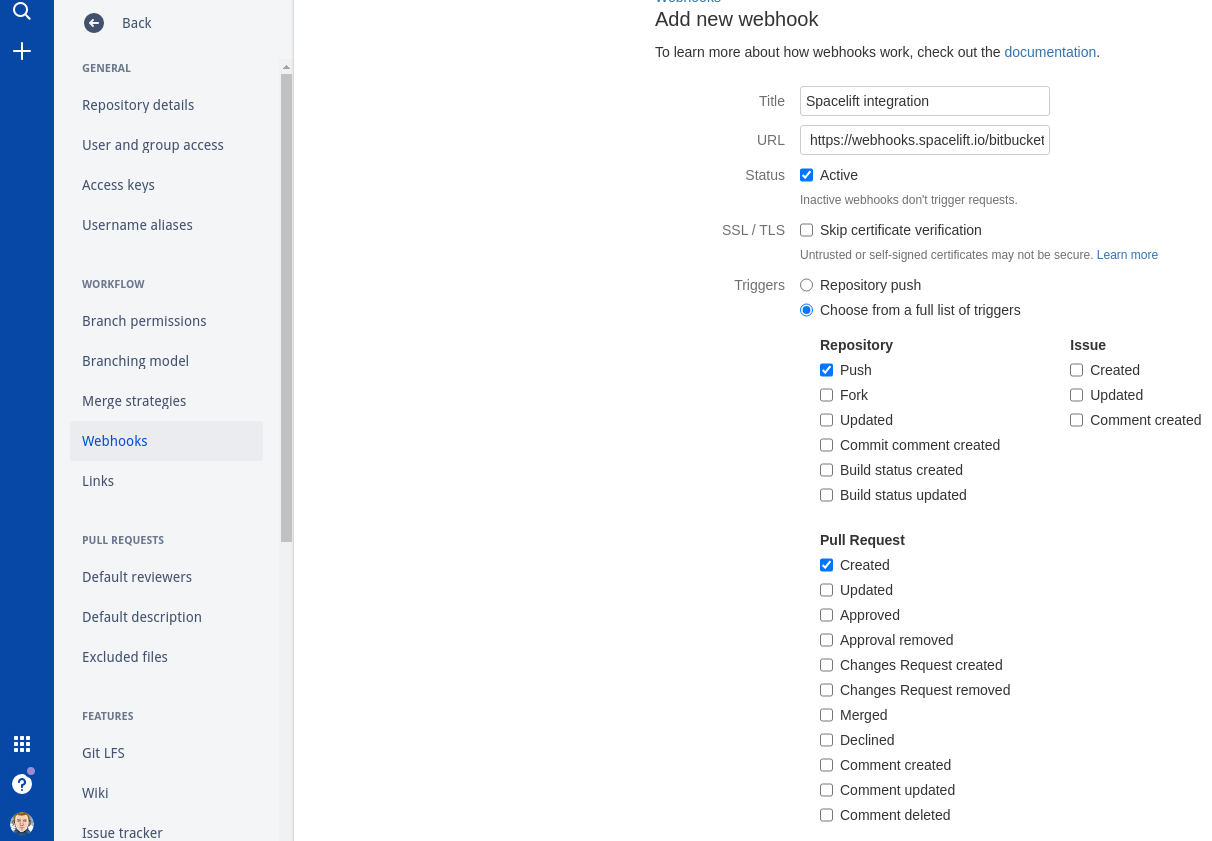 Back
GENERAL
Repository details
User and group access
Access keys
Username aliases
WORKFLOW
Branch permissions
Branching model
Merge strategies
Webhooks
Links
PULL REQUESTS
Default reviewers
Default description
Excluded files
FEATURES
Git LFS
Wiki
Issue tracker
Webhooks
Add new webhook
To learn more about how webhooks work, check out the documentation.
Title Spacelift integration
URL https://webhooks.spacelift.io/bitbucket
Status Active
Inactive webhooks don't trigger requests.
SSL / TLS Skip certificate verification
Untrusted or self-signed certificates may not be secure. Learn more
Triggers Repository push
Choose from a full list of triggers
Repository
Push
Fork
Updated
Commit comment created
Build status created
Build status updated
Issue
Created
Updated
Comment created
Pull Request
Created
Updated
Approved
Approval removed
Changes Request created
Changes Request removed
Merged
Declined
Comment created
Comment updated
Comment deleted